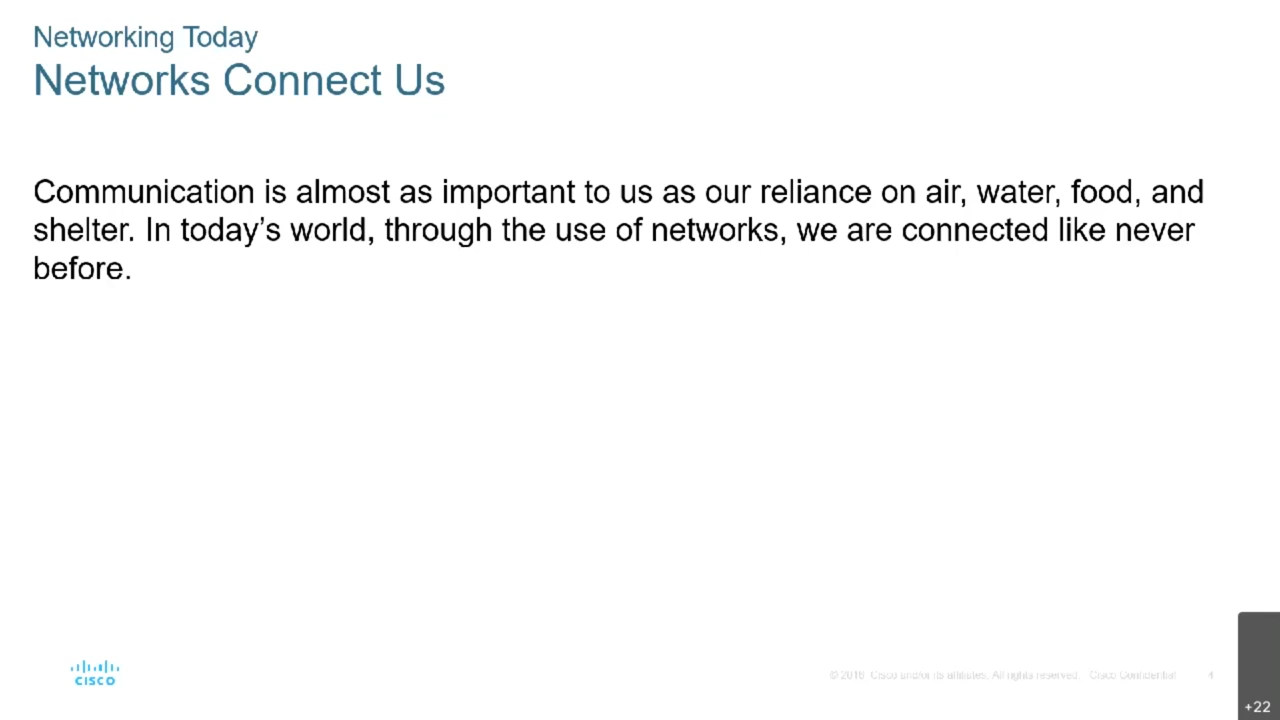 Networking Today
Networks Connect Us
Communication is almost as important to us as our reliance on air, water, food, and
shelter. In today’s world, through the use of networks, we are connected like never
before.
CISCO
© 2016 Cisco and/or its affiliates. All rights reserved. Cisco Confidential 4
+22